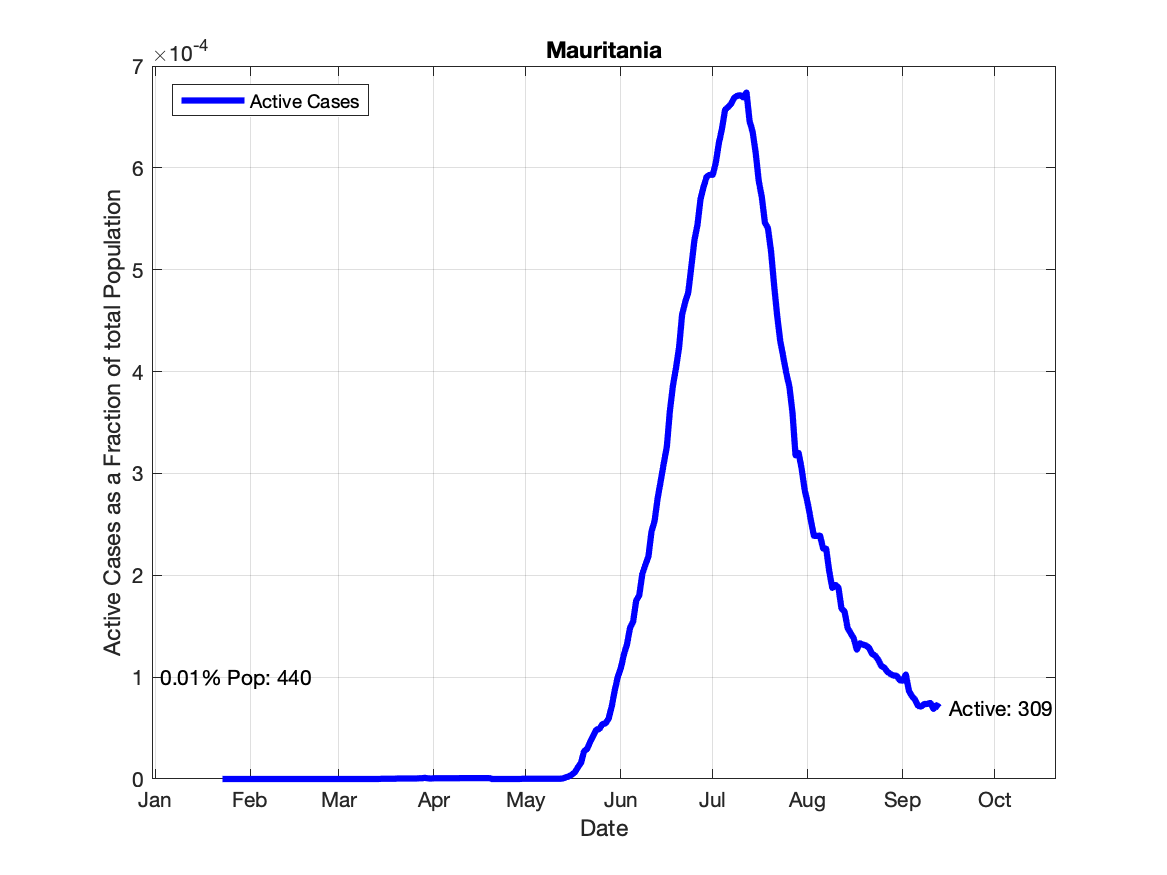 Mauritania
×10-4
7
6
5
4
3
2
1
0
Active Cases as a Fraction of total Population
Active Cases
0.01% Pop: 440
Active: 309
Jan Feb Mar Apr May Jun Jul Aug Sep Oct
Date